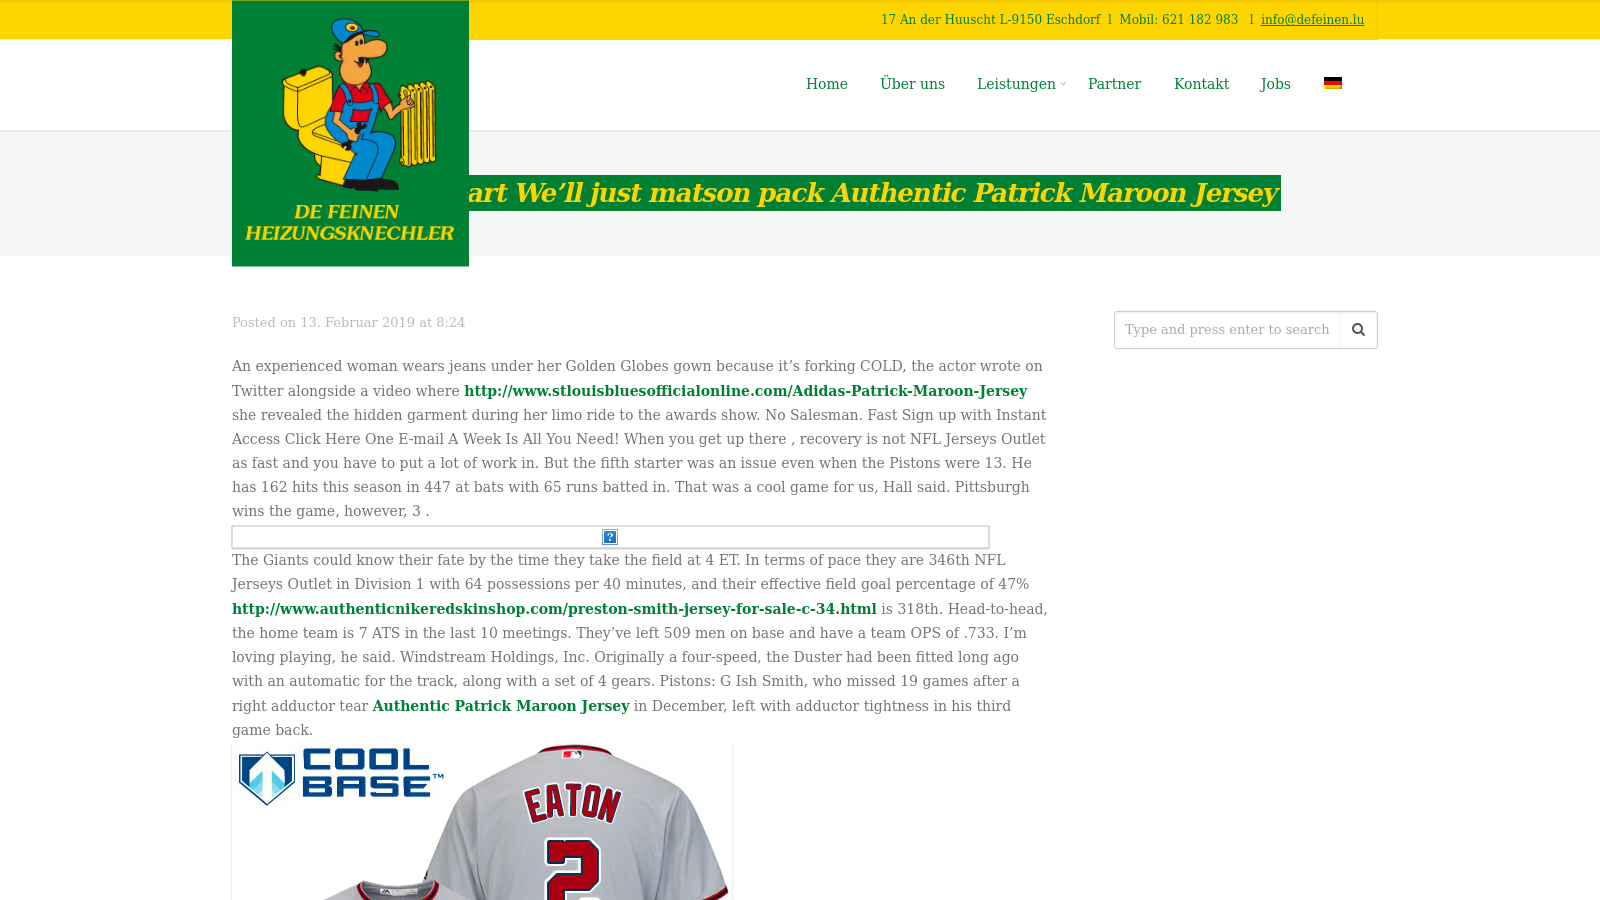 17 An der Huuscht L-9150 Eschdorf l Mobil: 621 182 983 l info@defeinen.lu
Home Über uns Leistungen Partner Kontakt Jobs
art We’ll just matson pack Authentic Patrick Maroon Jersey
DE FEINEN
HEIZUNGSKNECHLER
Posted on 13. Februar 2019 at 8:24
Type and press enter to search
An experienced woman wears jeans under her Golden Globes gown because it’s forking COLD, the actor wrote on
Twitter alongside a video where http://www.stlouisbluesofficialonline.com/Adidas-Patrick-Maroon-Jersey
she revealed the hidden garment during her limo ride to the awards show. No Salesman. Fast Sign up with Instant
Access Click Here One E-mail A Week Is All You Need! When you get up there , recovery is not NFL Jerseys Outlet
as fast and you have to put a lot of work in. But the fifth starter was an issue even when the Pistons were 13. He
has 162 hits this season in 447 at bats with 65 runs batted in. That was a cool game for us, Hall said. Pittsburgh
wins the game, however, 3 .
The Giants could know their fate by the time they take the field at 4 ET. In terms of pace they are 346th NFL
Jerseys Outlet in Division 1 with 64 possessions per 40 minutes, and their effective field goal percentage of 47%
http://www.authenticnikeredskinshop.com/preston-smith-jersey-for-sale-c-34.html is 318th. Head-to-head,
the home team is 7 ATS in the last 10 meetings. They’ve left 509 men on base and have a team OPS of .733. I’m
loving playing, he said. Windstream Holdings, Inc. Originally a four-speed, the Duster had been fitted long ago
with an automatic for the track, along with a set of 4 gears. Pistons: G Ish Smith, who missed 19 games after a
right adductor tear Authentic Patrick Maroon Jersey in December, left with adductor tightness in his third
game back.
COOL
BASE™
EATON
2